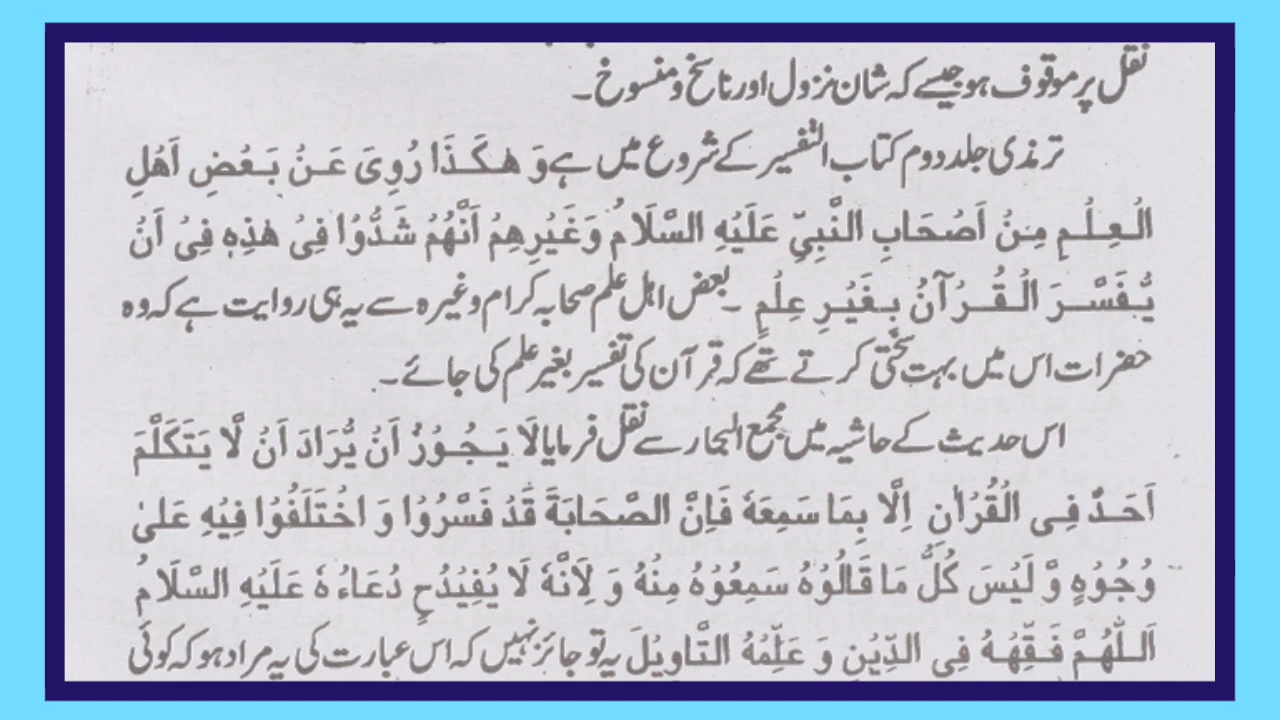 نقل پر موقوف ہو جیسے کہ شان نزول اور ناسخ و منسوخ۔
ترمذی جلد دوم کتاب التفسیر کے شروع میں ہے وَ هٰكَذَا رُوِىَ عَنْ بَعْضِ اَهْلِ
الْعِلْمِ مِنْ اَصْحَابِ النَّبِيِّ عَلَيْهِ السَّلَامُ وَغَيْرِهِمْ اَنَّهُمْ شَدُّوْا فِىْ هٰذِهٖ فِىْ اَنْ
يُّفَسَّرَ الْقُرْآنُ بِغَيْرِ عِلْمٍ ۔ بعض اہل علم صحابہ کرام وغیرہ سے یہ ہی روایت ہے کہ وہ
حضرات اس میں بہت سختی کرتے تھے کہ قرآن کی تفسیر بغیر علم کی جائے۔
اس حدیث کے حاشیہ میں مجمع البحار سے نقل فرمایا لَا يَجُوْزُ اَنْ يُّرَادَ اَنْ لَّا يَتَكَلَّمَ
اَحَدٌ فِى الْقُرْاٰنِ اِلَّا بِمَا سَمِعَهٗ فَاِنَّ الصَّحَابَةَ قَدْ فَسَّرُوْا وَ اخْتَلَفُوْا فِيْهِ عَلىٰ
وُجُوْهٍ وَّ لَيْسَ كُلُّ مَا قَالُوْهُ سَمِعُوْهُ مِنْهُ وَ لِاَنَّهٗ لَا يُفِيْدُحٍ دُعَاءُ هٗ عَلَيْهِ السَّلَامُ
اَللّٰهُمَّ فَقِّهْهُ فِى الدِّيْنِ وَ عَلِّمْهُ التَّاوِيْلَ یہ تو جائز نہیں کہ اس عبارت کی یہ مراد ہو کہ کوئی